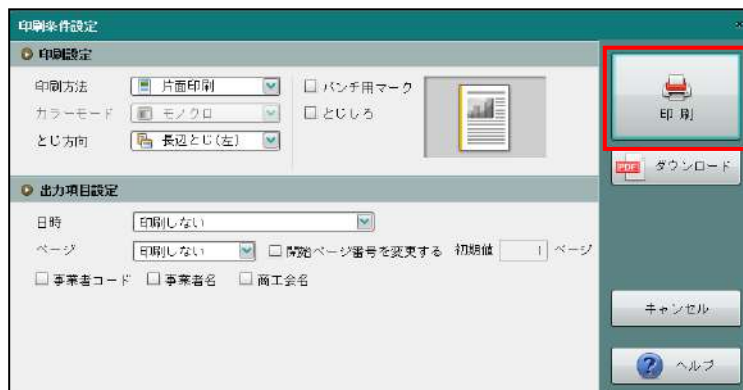 印刷条件設定
印刷設定
印刷方法 片面印刷 パンチ用マーク
カラーモード モノクロ とじしろ
とじ方向 長辺とじ(左)
印 刷
PDF ダウンロード
出力項目設定
日時 印刷しない
ページ 印刷しない 開始ページ番号を変更する 初期値 1 ページ
事業者コード 事業者名 商工会名
キャンセル
? ヘルプ